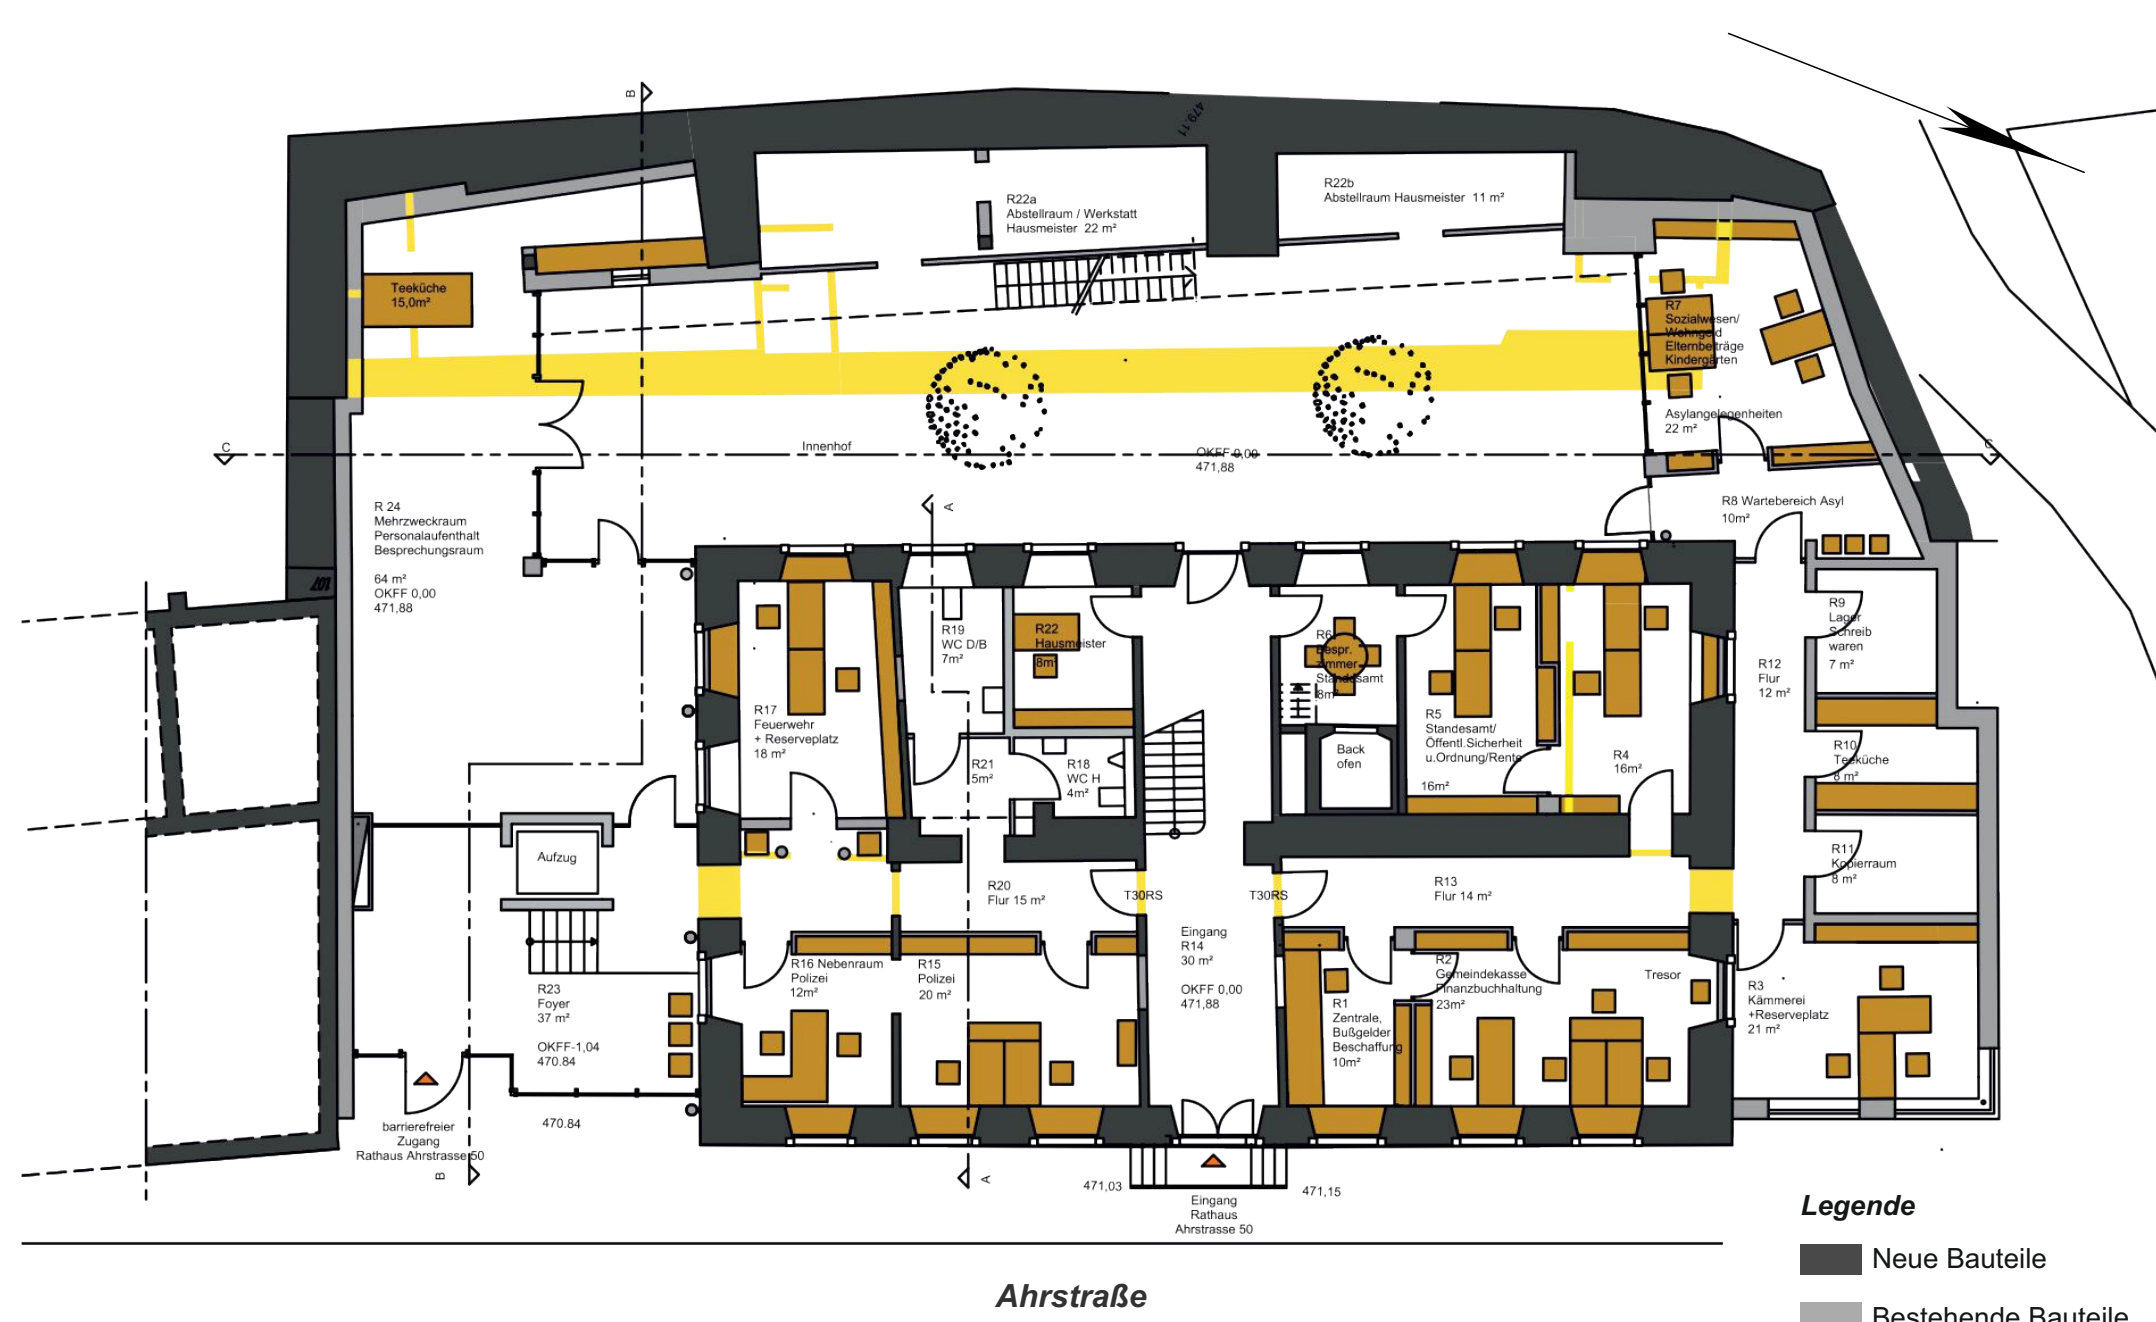 B
479.11
R22a
Abstellraum / Werkstatt
Hausmeister 22 m²
R22b
Abstellraum Hausmeister 11 m²
Teeküche
15,0m²
R7
Sozialwesen/
Wohngeld
Elternbeiträge
Kindergärten
Asylangelegenheiten
22 m²
C
Innenhof
OKFF 0,00
471,88
C
A
R 24
Mehrzweckraum
Personalaufenthalt
Besprechungsraum
64 m²
OKFF 0,00
471,88
R8 Wartebereich Asyl
10m²
R19
WC D/B
7m²
R22
Hausmeister
8m²
R6
Bespr.
zimmer
Standesamt
8m²
R9
Lager
Schreib
waren
7 m²
R12
Flur
12 m²
R17
Feuerwehr
+ Reserveplatz
18 m²
R21
5m²
R18
WC H
4m²
Back
ofen
R5
Standesamt/
Öffentl.Sicherheit
u.Ordnung/Rente
16m²
R4
16m²
R10
Teeküche
8 m²
Aufzug
R11
Kopierraum
8 m²
R20
Flur 15 m²
T30RS
T30RS
R13
Flur 14 m²
Eingang
R14
30 m²
OKFF 0,00
471,88
R16 Nebenraum
Polizei
12m²
R15
Polizei
20 m²
R23
Foyer
37 m²
OKFF-1,04
470.84
R1
Zentrale,
Bußgelder
Beschaffung
10m²
R2
Gemeindekasse
Finanzbuchhaltung
23m²
Tresor
R3
Kämmerei
+Reserveplatz
21 m²
barrierefreier
Zugang
Rathaus Ahrstrasse 50
470.84
B
A
471,03
471,15
Eingang
Rathaus
Ahrstrasse 50
Ahrstraße
Legende
Neue Bauteile
Bestehende Bauteile